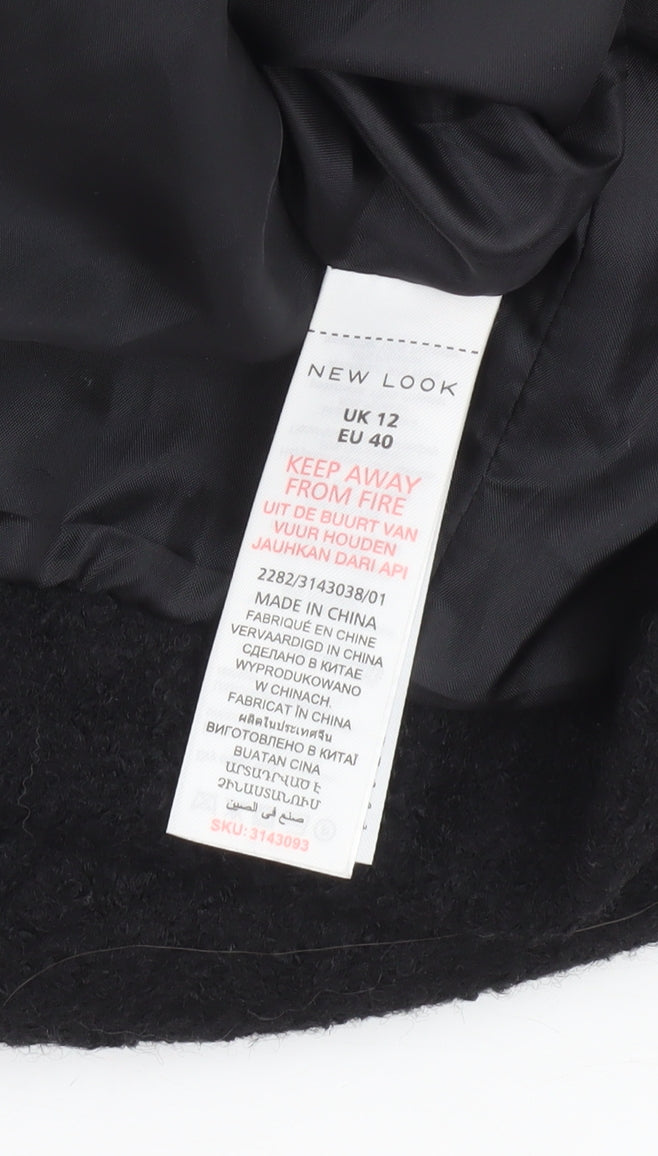 NEW LOOK
UK 12
EU 40
KEEP AWAY
FROM FIRE
UIT DE BUURT VAN
VUUR HOUDEN
JAUHKAN DARI API
2282/3143038/01
MADE IN CHINA
FABRIQUÉ EN CHINE
VERVAARDIGD IN CHINA
СДЕЛАНО В КИТАЕ
WYPRODUKOWANO
W CHINACH.
FABRICAT ÎN CHINA
ผลิตในประเทศจีน
ВИГОТОВЛЕНО В КИТАЇ
BUATAN CINA
ԱՐՏԱԴՐՎԱԾ Է
ՉԻՆԱՍՏԱՆՈՒՄ
صنع في الصين
SKU: 3143093